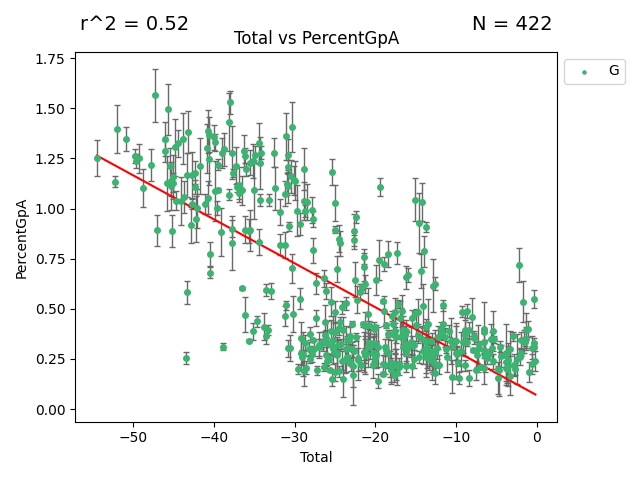 r^2 = 0.52
N = 422
Total vs PercentGpA
G
PercentGpA
1.75
1.50
1.25
1.00
0.75
0.50
0.25
0.00
−50
−40
−30
−20
−10
0
Total